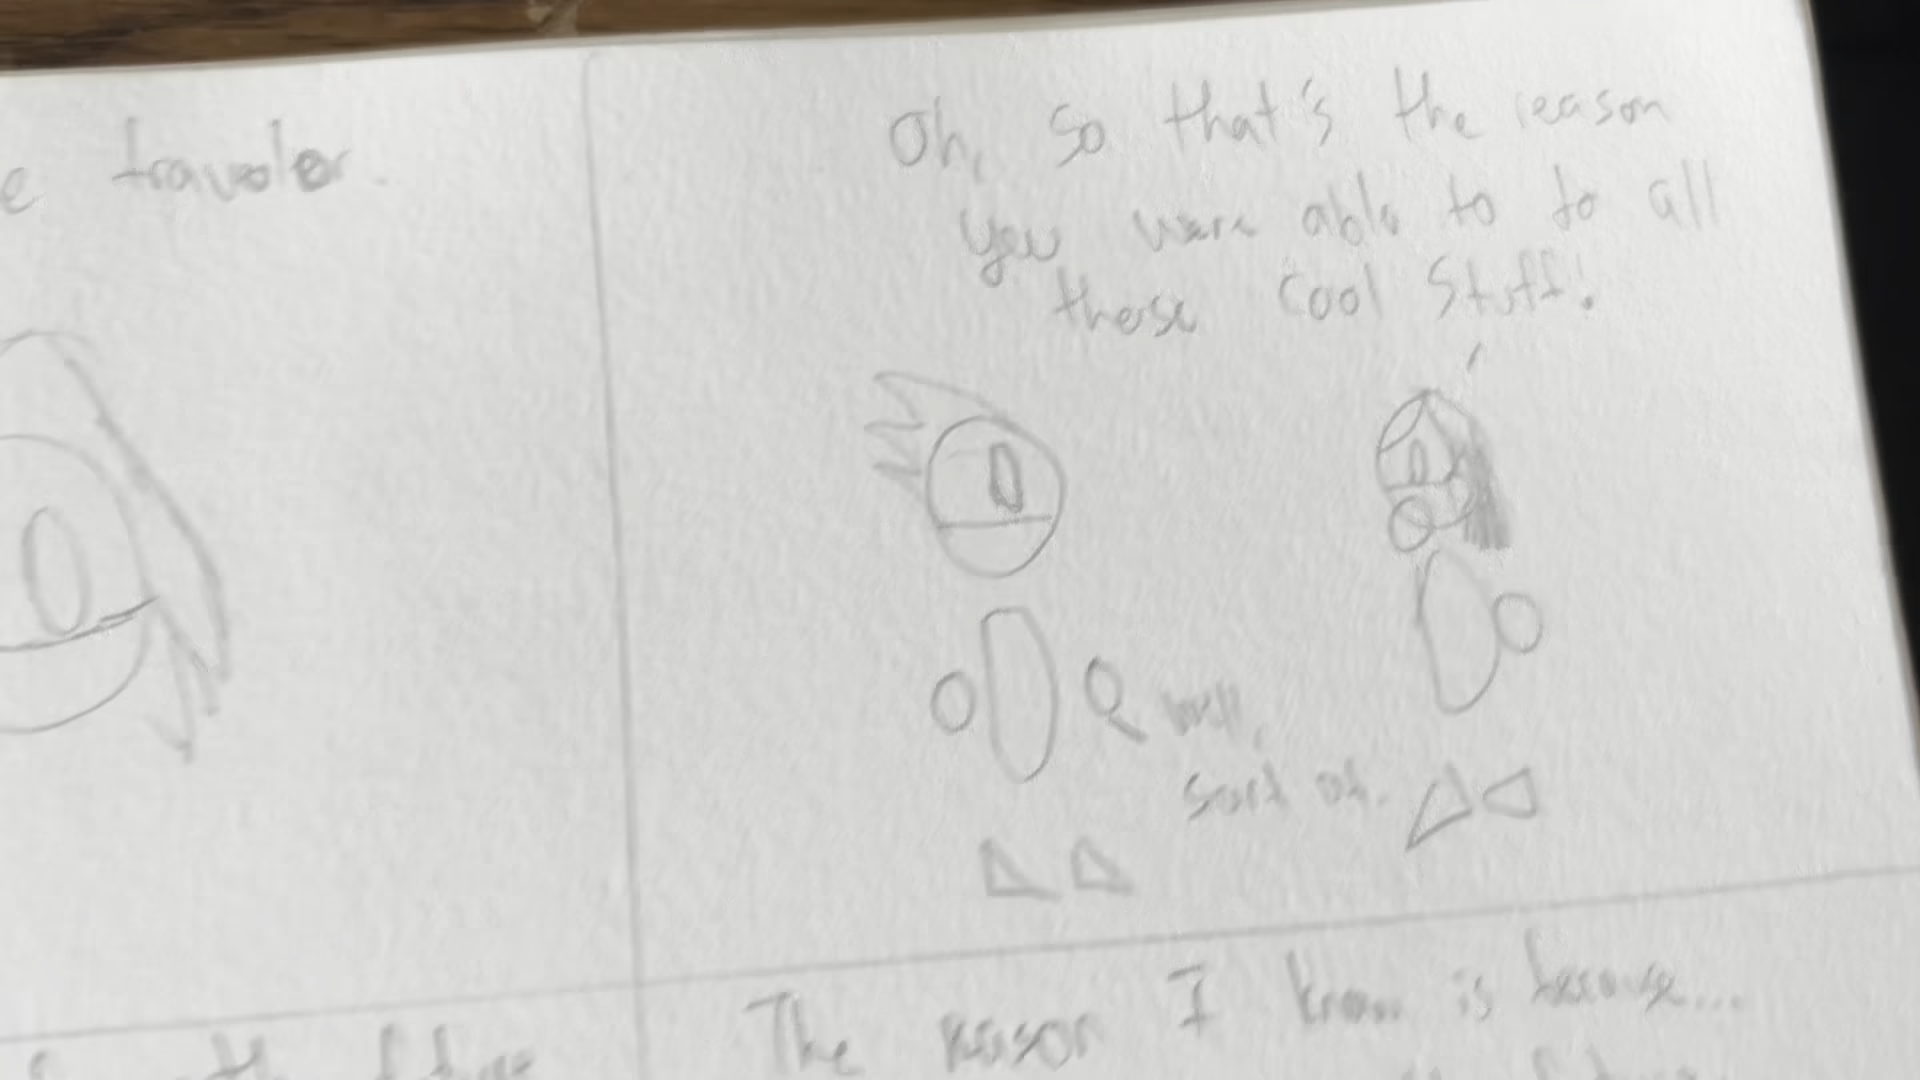 e traveler.
Oh, so that's the reason
you were able to to all
these cool stuff!
well,
sort of.
The reason I know is because...